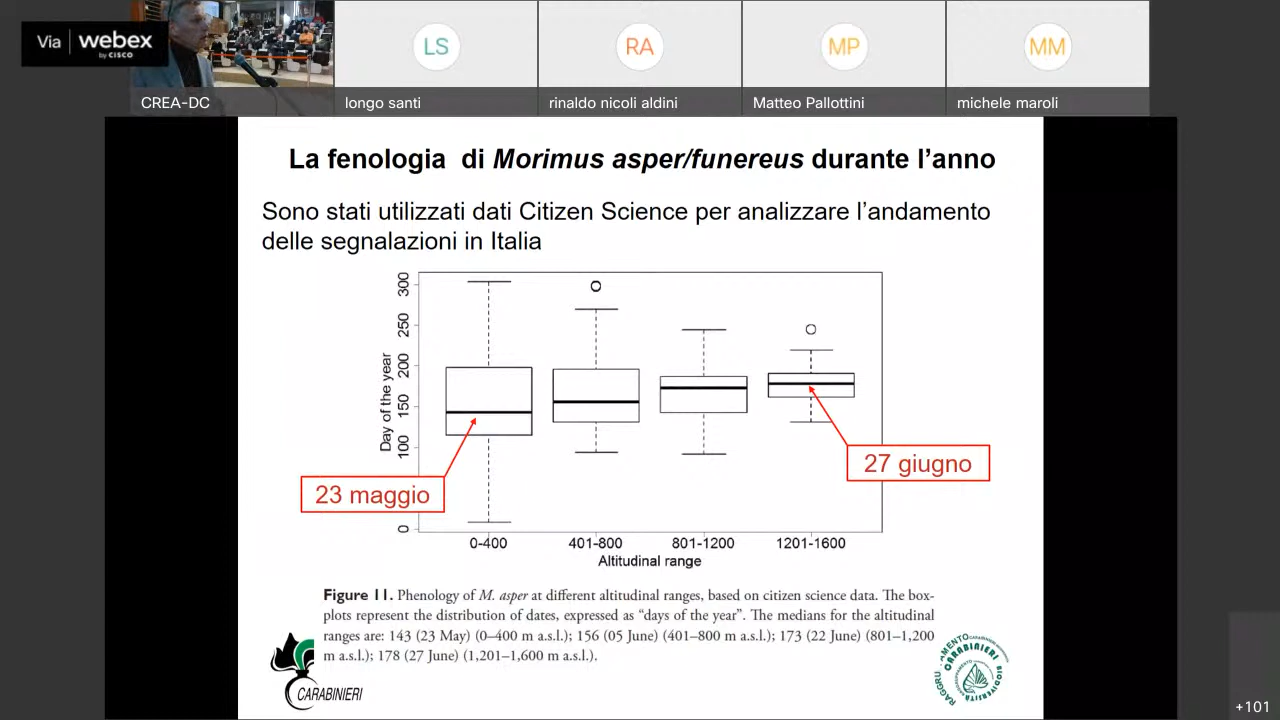 Via webex
by CISCO
LS
RA
MP
MM
CREA-DC
longo santi
rinaldo nicoli aldini
Matteo Pallottini
michele maroli
La fenologia di Morimus asper/funereus durante l'anno
Sono stati utilizzati dati Citizen Science per analizzare l'andamento
delle segnalazioni in Italia
300
250
200
150
100
0
Day of the year
23 maggio
27 giugno
0-400
401-800
801-1200
1201-1600
Altitudinal range
Figure 11. Phenology of M. asper at different altitudinal ranges, based on citizen science data. The box-
plots represent the distribution of dates, expressed as “days of the year”. The medians for the altitudinal
ranges are: 143 (23 May) (0–400 m a.s.l.); 156 (05 June) (401–800 m a.s.l.); 173 (22 June) (801–1,200
m a.s.l.); 178 (27 June) (1,201–1,600 m a.s.l.).
CARABINIERI
CARABINIERI
BIODIVERSITÀ
+101